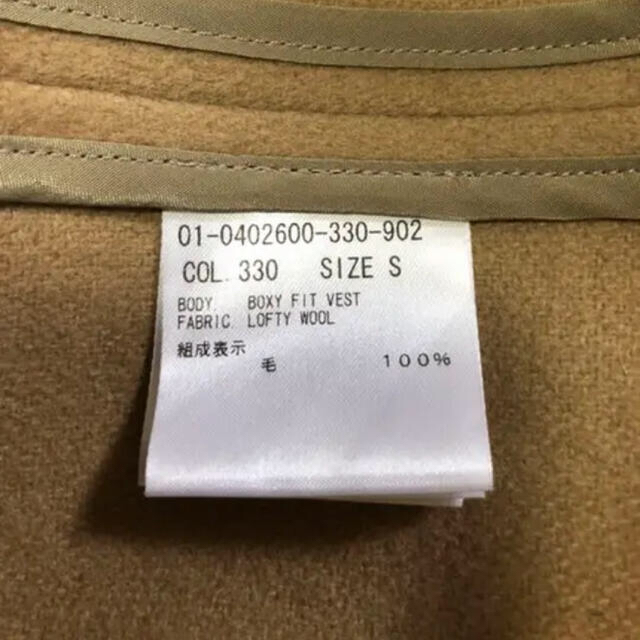 01-0402600-330-902
COL. 330 SIZE S
BODY. BOXY FIT VEST
FABRIC. LOFTY WOOL
組成表示
毛 100%